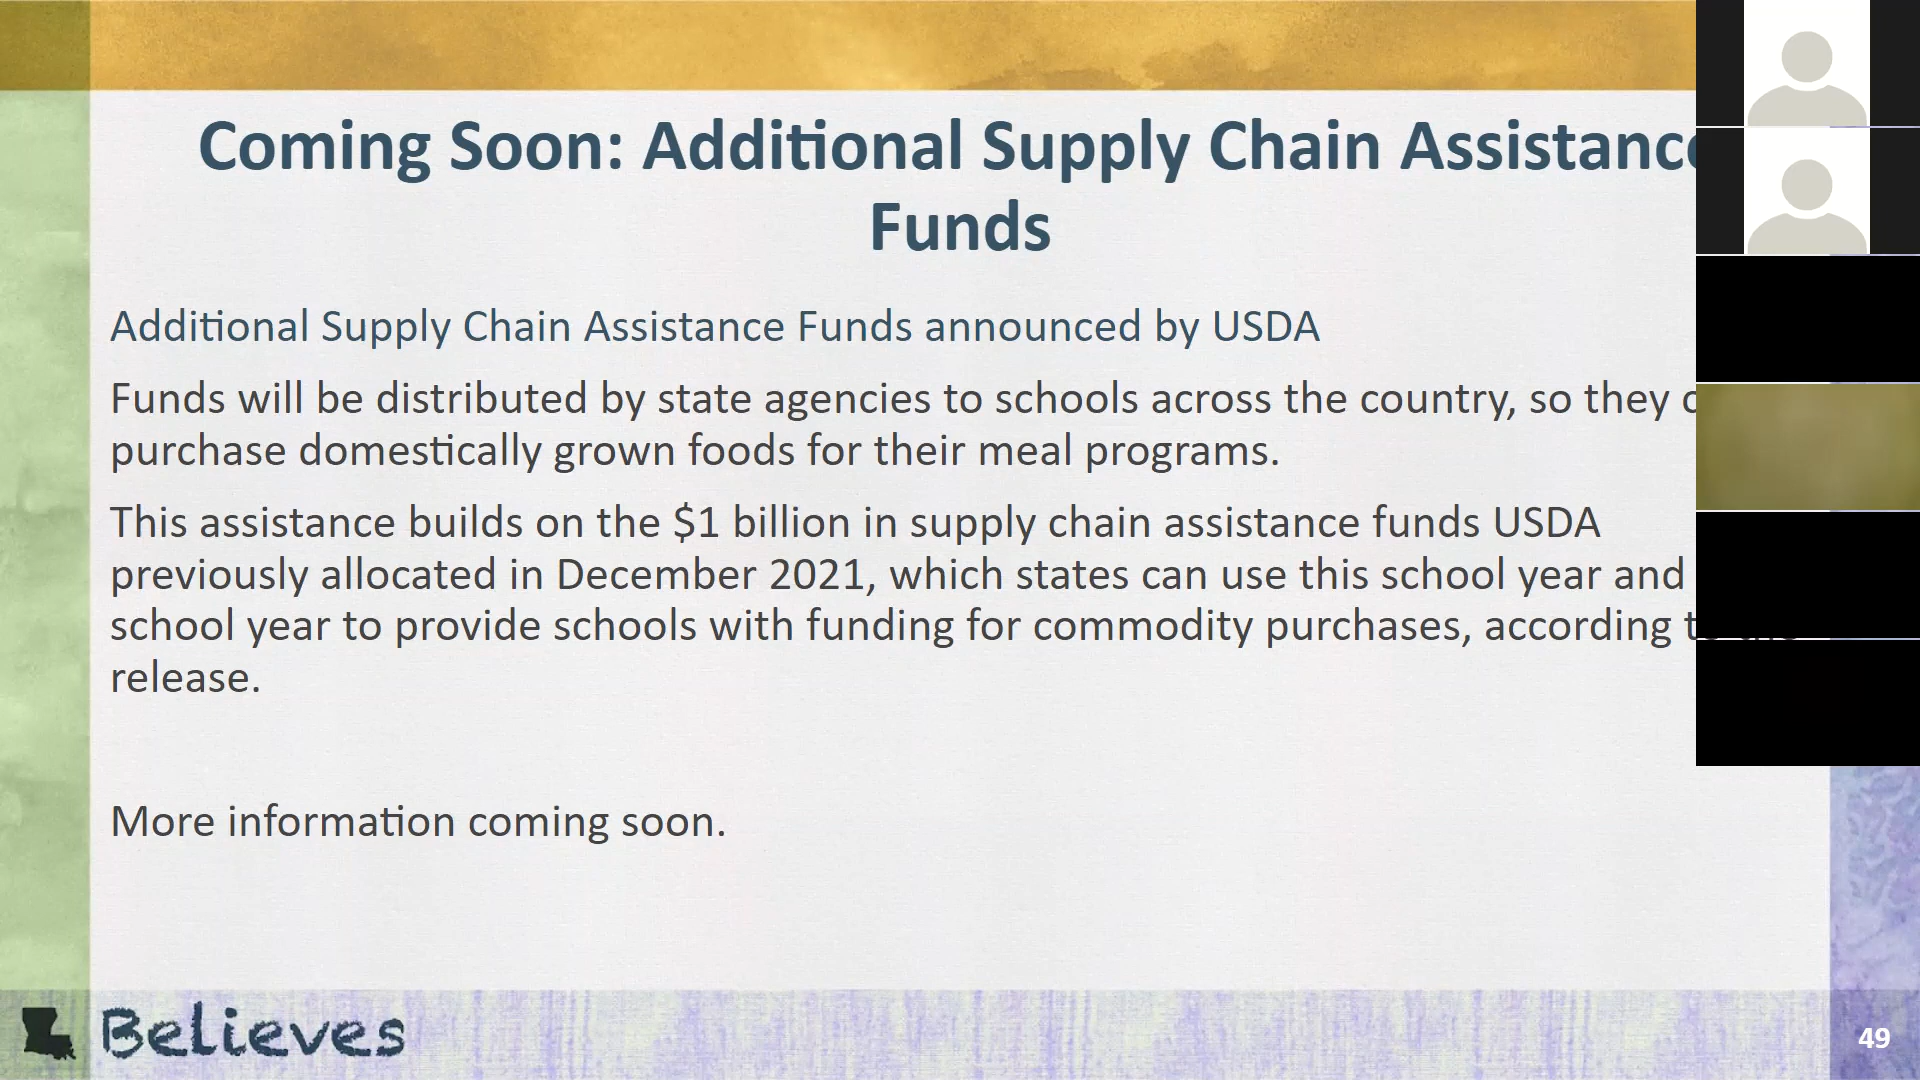 Coming Soon: Additional Supply Chain Assistance
Funds
Additional Supply Chain Assistance Funds announced by USDA
Funds will be distributed by state agencies to schools across the country, so they
purchase domestically grown foods for their meal programs.
This assistance builds on the $1 billion in supply chain assistance funds USDA
previously allocated in December 2021, which states can use this school year and
school year to provide schools with funding for commodity purchases, according
release.
More information coming soon.
Believes
49